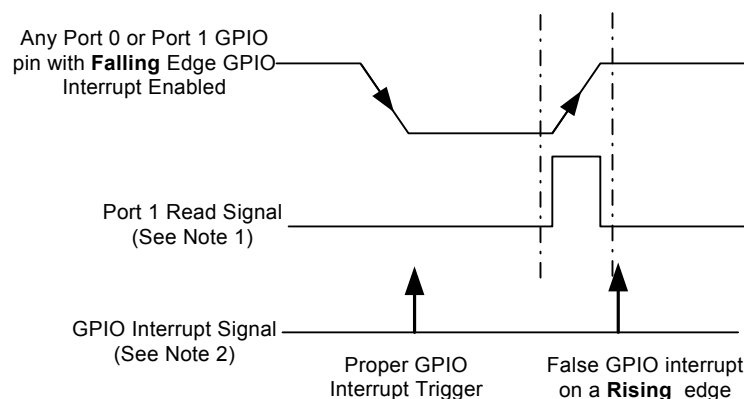 Any Port 0 or Port 1 GPIO
pin with Falling Edge GPIO
Interrupt Enabled
Port 1 Read Signal
(See Note 1)
GPIO Interrupt Signal
(See Note 2)
Proper GPIO
Interrupt Trigger
False GPIO interrupt
on a Rising edge